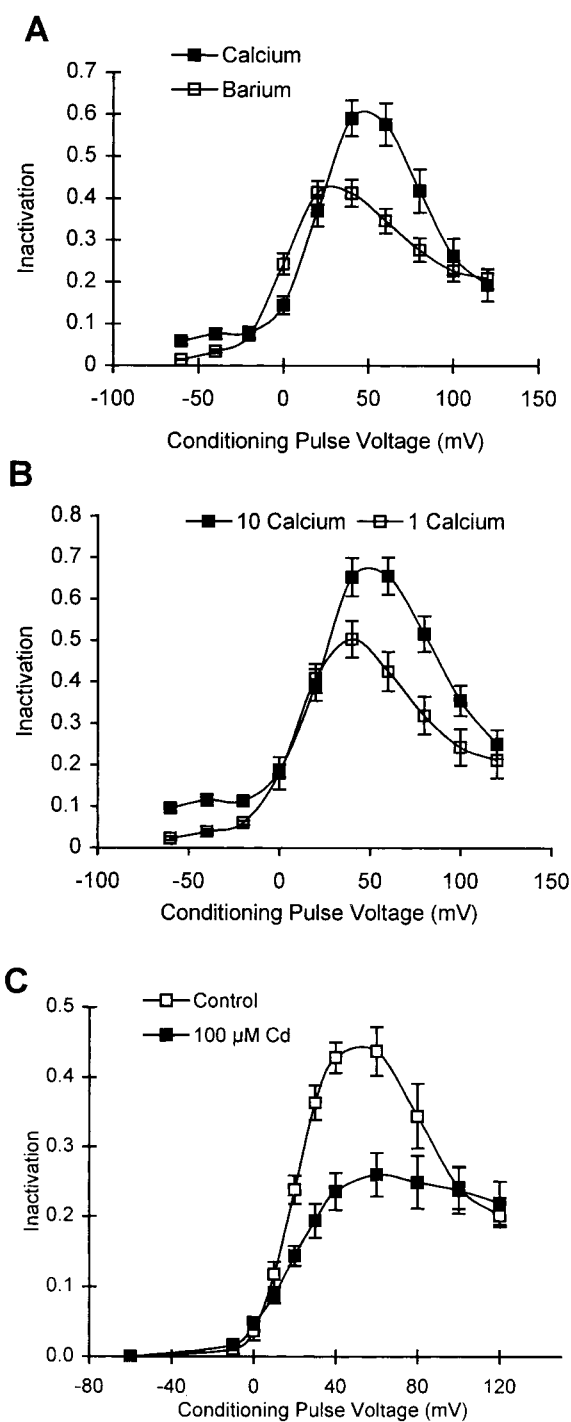 A
Calcium
Barium
0.7
0.6
0.5
0.4
0.3
0.2
0.1
0
Inactivation
-100 -50 0 50 100 150
Conditioning Pulse Voltage (mV)
B
10 Calcium 1 Calcium
0.8
0.7
0.6
0.5
0.4
0.3
0.2
0.1
0
Inactivation
-100 -50 0 50 100 150
Conditioning Pulse Voltage (mV)
C
Control
100 µM Cd
0.5
0.4
0.3
0.2
0.1
0.0
Inactivation
-80 -40 0 40 80 120
Conditioning Pulse Voltage (mV)